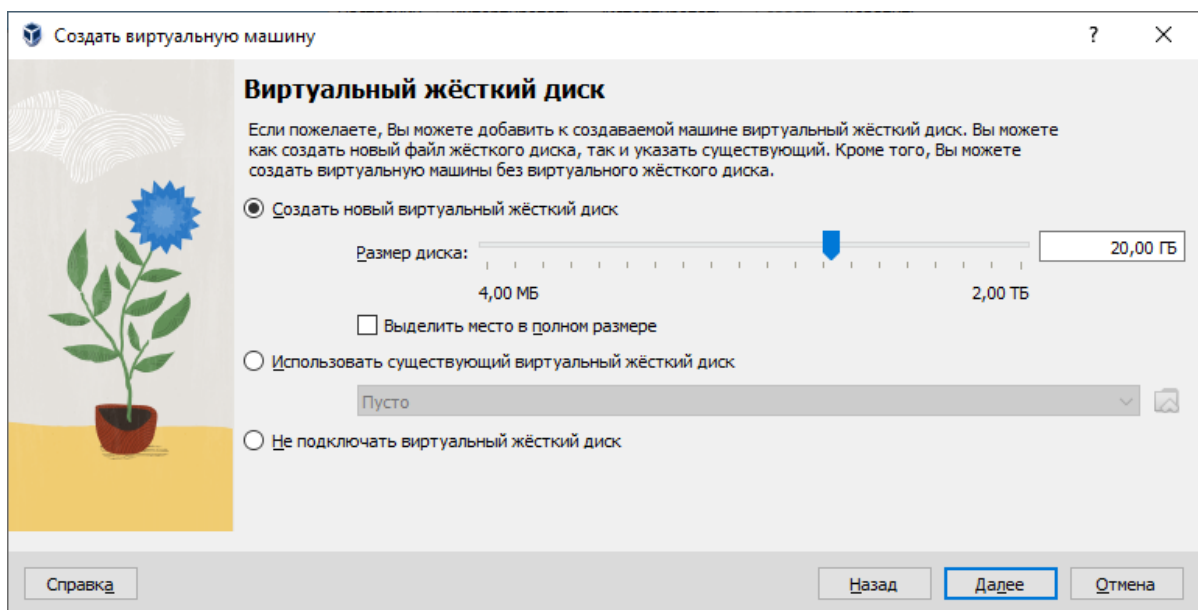 Создать виртуальную машину
?
Виртуальный жёсткий диск
Если пожелаете, Вы можете добавить к создаваемой машине виртуальный жёсткий диск. Вы можете
как создать новый файл жёсткого диска, так и указать существующий. Кроме того, Вы можете
создать виртуальную машины без виртуального жёсткого диска.
Создать новый виртуальный жёсткий диск
Размер диска:
20,00 ГБ
4,00 МБ
2,00 ТБ
Выделить место в полном размере
Использовать существующий виртуальный жёсткий диск
Пусто
Не подключать виртуальный жёсткий диск
Справка
Назад
Далее
Отмена